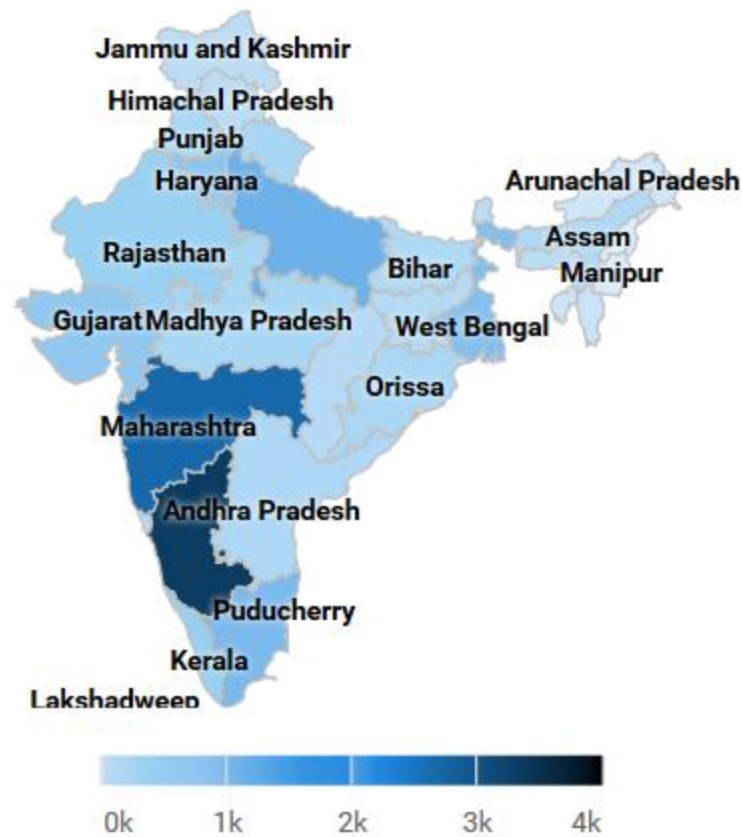 Jammu and Kashmir
Himachal Pradesh
Punjab
Haryana
Arunachal Pradesh
Rajasthan
Bihar
Assam
Manipur
Gujarat
Madhya Pradesh
West Bengal
Orissa
Maharashtra
Andhra Pradesh
Puducherry
Kerala
Lakshadweep
0k 1k 2k 3k 4k